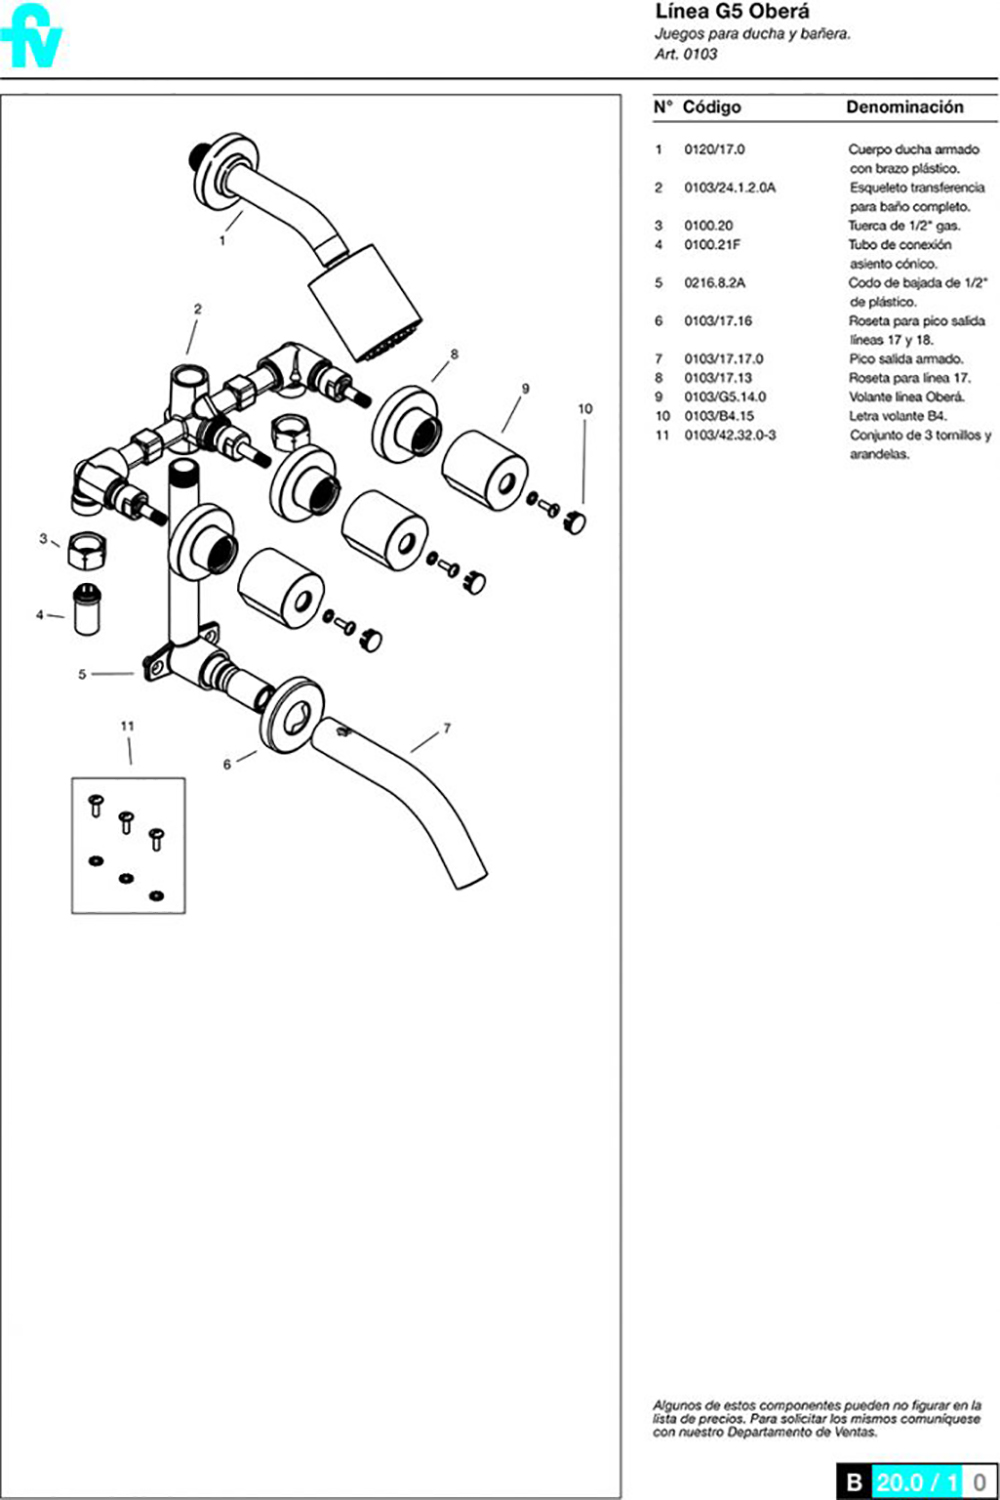 fv
Línea G5 Oberá
Juegos para ducha y bañera.
Art. 0103
N° Código Denominación
1 0120/17.0 Cuerpo ducha armado
con brazo plástico.
2 0103/24.1.2.0A Esqueleto transferencia
para baño completo.
3 0100.20 Tuerca de 1/2" gas.
4 0100.21F Tubo de conexión
asiento cónico.
5 0216.8.2A Codo de bajada de 1/2"
de plástico.
6 0103/17.16 Roseta para pico salida
líneas 17 y 18.
7 0103/17.17.0 Pico salida armado.
8 0103/17.13 Roseta para línea 17.
9 0103/G5.14.0 Volante línea Oberá.
10 0103/B4.15 Letra volante B4.
11 0103/42.32.0-3 Conjunto de 3 tornillos y
arandelas.
1
2
8
9
10
3
4
5
11
6
7
Algunos de estos componentes pueden no figurar en la
lista de precios. Para solicitar los mismos comuníquese
con nuestro Departamento de Ventas.
B 20.0 / 1 0